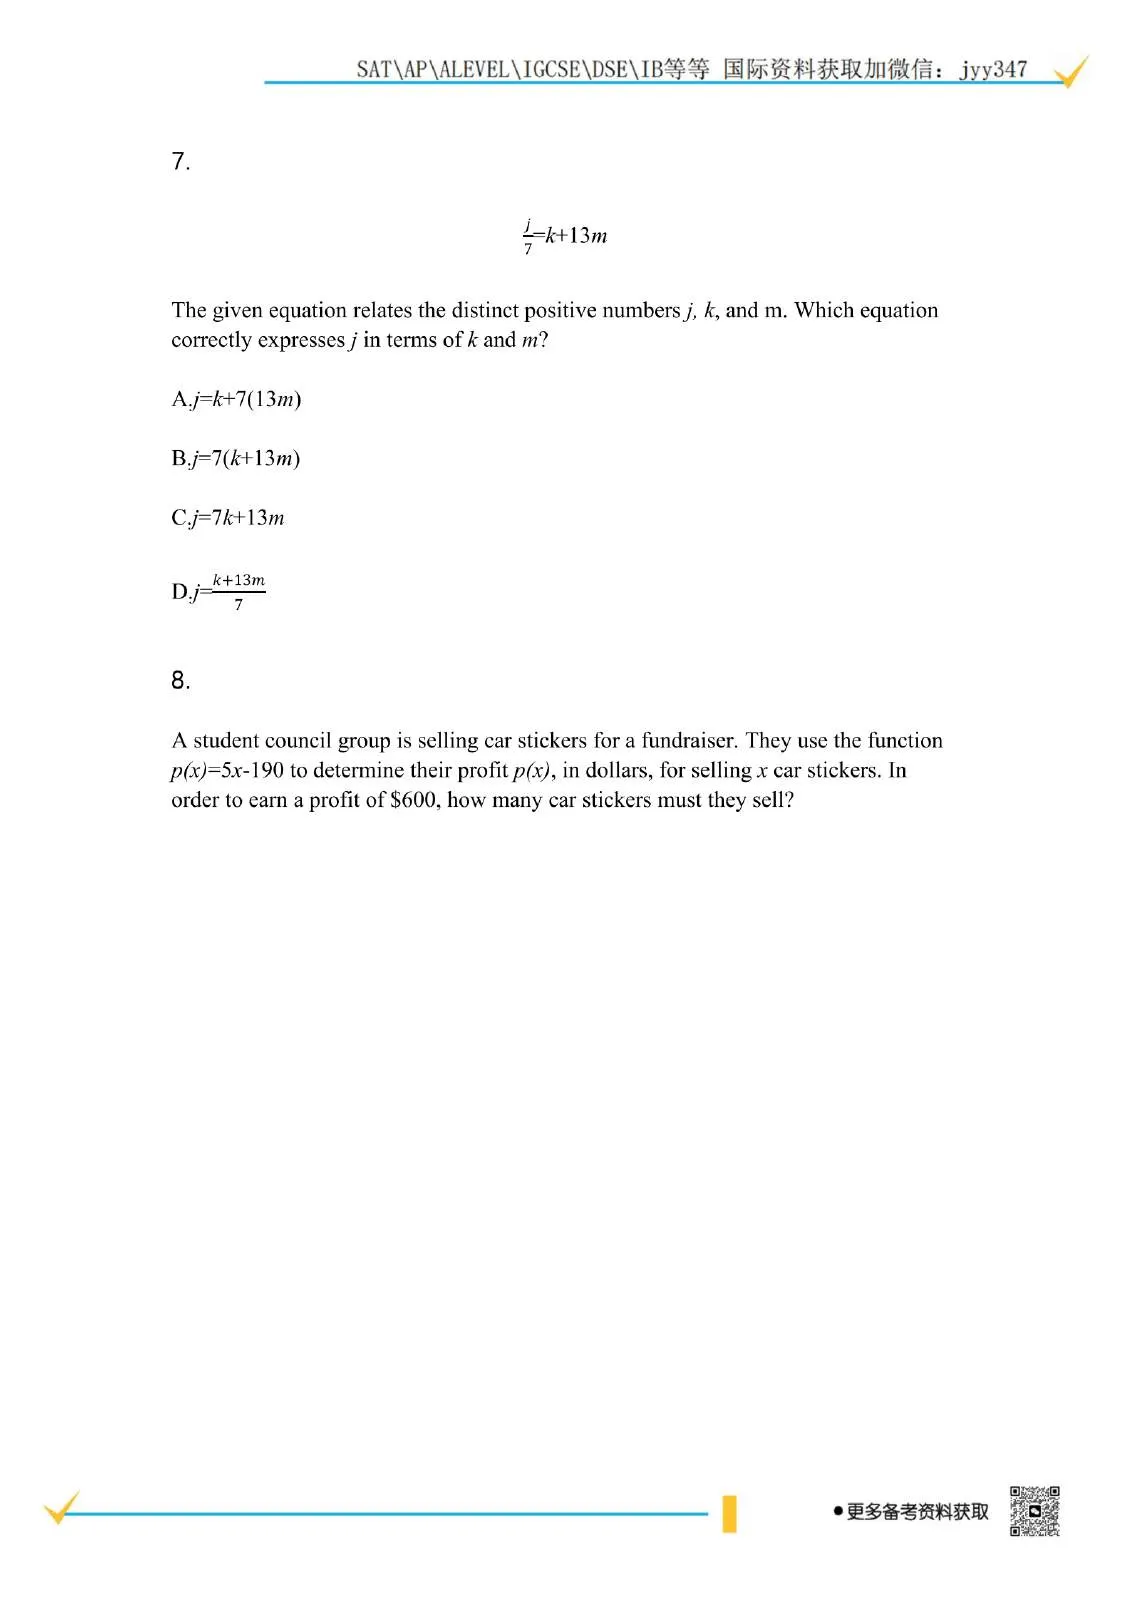 SAT\AP\ALEVEL\IGCSE\DSE\IB等等 国际资料获取加微信：jyy347
7.
j/7=k+13m
The given equation relates the distinct positive numbers j, k, and m. Which equation
correctly expresses j in terms of k and m?
A.j=k+7(13m)
B.j=7(k+13m)
C.j=7k+13m
D.j=k+13m/7
8.
A student council group is selling car stickers for a fundraiser. They use the function
p(x)=5x-190 to determine their profit p(x), in dollars, for selling x car stickers. In
order to earn a profit of $600, how many car stickers must they sell?
●更多备考资料获取